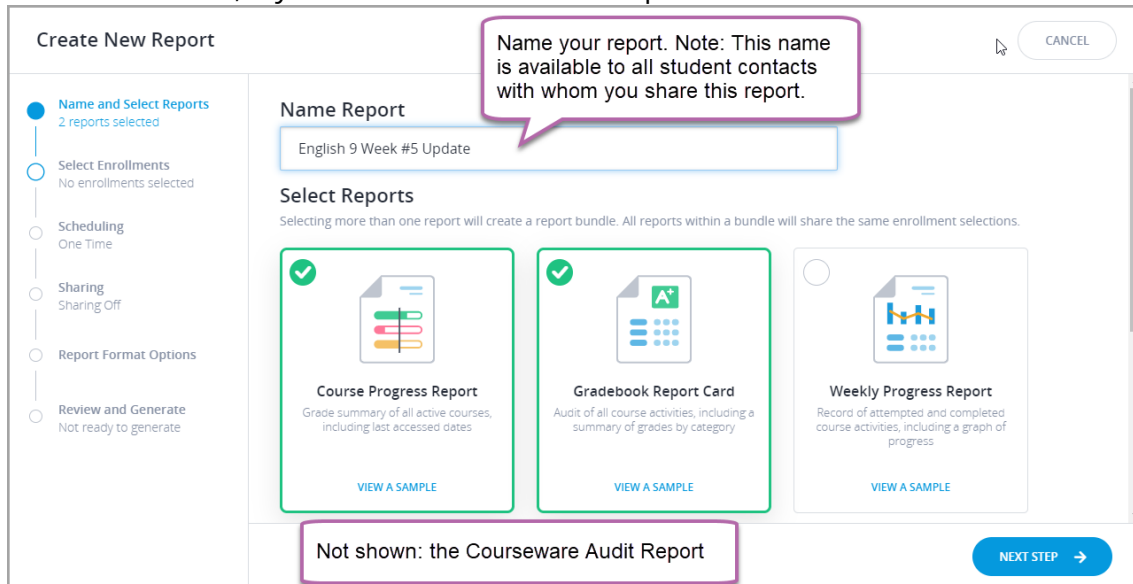 Create New Report
Name your report. Note: This name
is available to all student contacts
with whom you share this report.
CANCEL
Name and Select Reports
2 reports selected
Select Enrollments
No enrollments selected
Scheduling
One Time
Sharing
Sharing Off
Report Format Options
Review and Generate
Not ready to generate
Name Report
English 9 Week #5 Update
Select Reports
Selecting more than one report will create a report bundle. All reports within a bundle will share the same enrollment selections.
Course Progress Report
Grade summary of all active courses,
including last accessed dates
VIEW A SAMPLE
A+
Gradebook Report Card
Audit of all course activities, including a
summary of grades by category
VIEW A SAMPLE
Weekly Progress Report
Record of attempted and completed
course activities, including a graph of
progress
VIEW A SAMPLE
Not shown: the Courseware Audit Report
NEXT STEP →